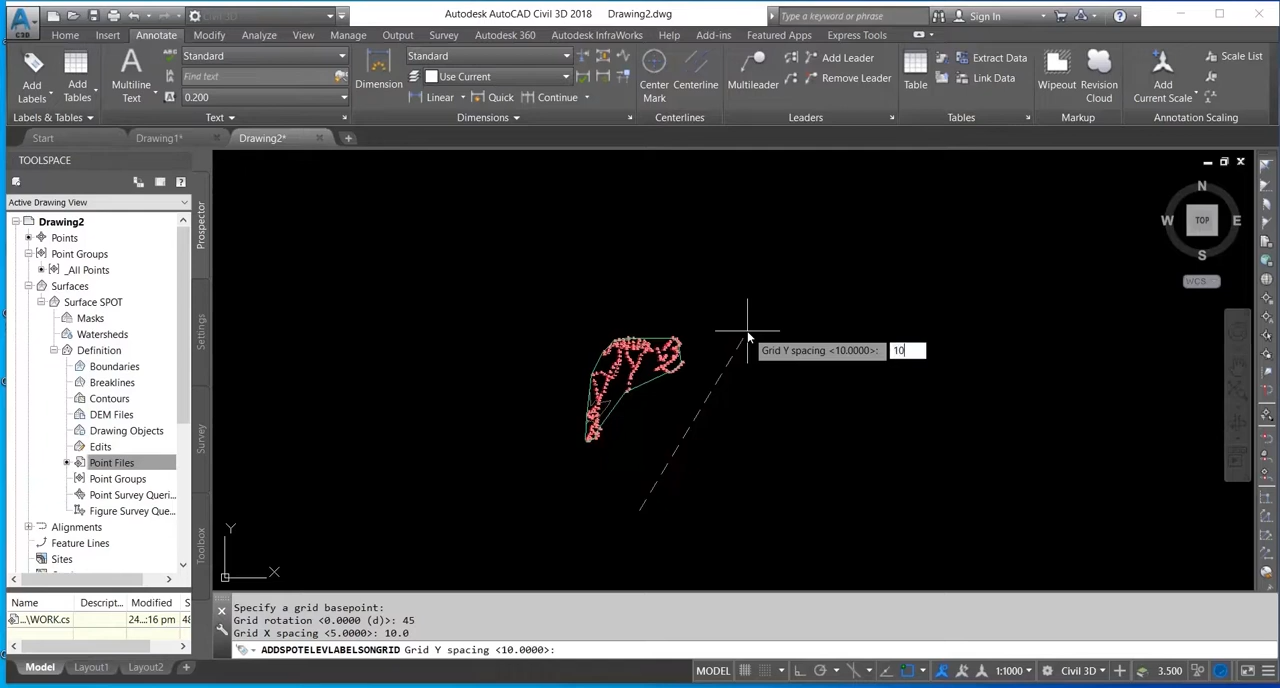 Civil 3D
Autodesk AutoCAD Civil 3D 2018 Drawing2.dwg
Type a keyword or phrase
Sign In
C3D
Home Insert Annotate Modify Analyze View Manage Output Survey Autodesk 360 Autodesk InfraWorks Help Add-ins Featured Apps Express Tools
Add Labels
Add Tables
Labels & Tables
Multiline Text
Standard
Find text
0.200
Text
Dimension
Standard
Use Current
Linear Quick Continue
Dimensions
Center Mark
Centerline
Centerlines
Multileader
Add Leader
Remove Leader
Leaders
Table
Extract Data
Link Data
Tables
Wipeout
Revision Cloud
Markup
Add Current Scale
Scale List
Annotation Scaling
Start Drawing1* Drawing2*
TOOLSPACE
Active Drawing View
Drawing2
Points
Point Groups
_All Points
Surfaces
Surface SPOT
Masks
Watersheds
Definition
Boundaries
Breaklines
Contours
DEM Files
Drawing Objects
Edits
Point Files
Point Groups
Point Survey Queri...
Figure Survey Que...
Alignments
Feature Lines
Sites
Prospector
Settings
Survey
Toolbox
Name Descript... Modified S
...\WORK.cs 24...:16 pm 48
N
W TOP E
S
WCS
Grid Y spacing <10.0000>: 10
Y
X
Specify a grid basepoint:
Grid rotation <0.0000 (d)>: 45
Grid X spacing <5.0000>: 10.0
ADDSPOTELEVLABELSONGRID Grid Y spacing <10.0000>:
Model Layout1 Layout2 +
MODEL 1:1000 Civil 3D 3.500